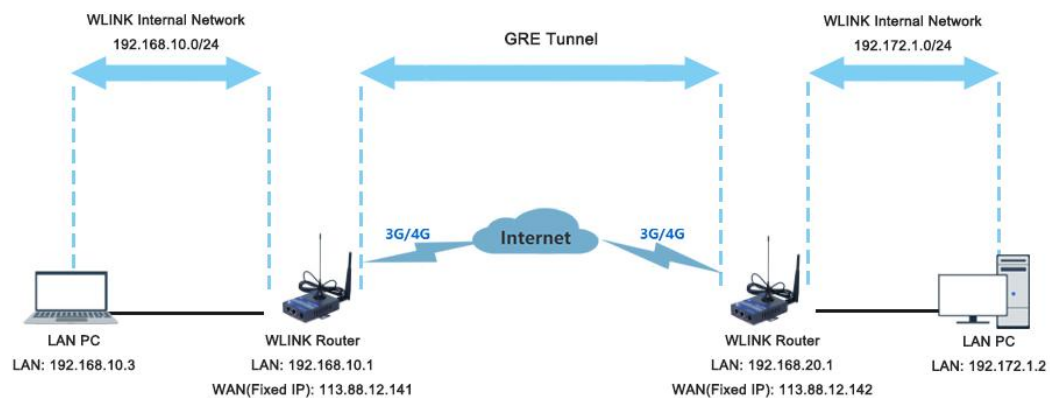 WLINK Internal Network
192.168.10.0/24
GRE Tunnel
WLINK Internal Network
192.172.1.0/24
3G/4G
Internet
3G/4G
LAN PC
LAN: 192.168.10.3
WLINK Router
LAN: 192.168.10.1
WAN(Fixed IP): 113.88.12.141
WLINK Router
LAN: 192.168.20.1
WAN(Fixed IP): 113.88.12.142
LAN PC
LAN: 192.172.1.2